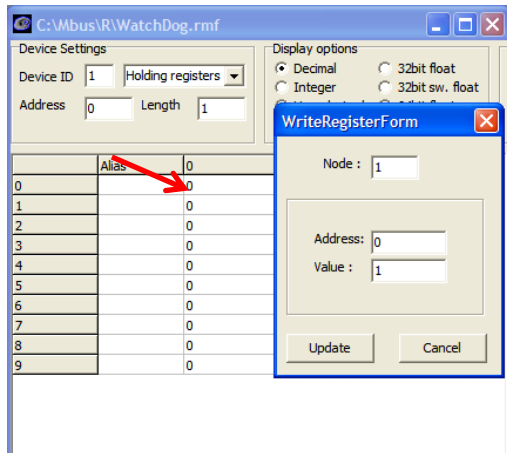 C:\Mbus\R\WatchDog.rmf
Device Settings
Device ID 1 Holding registers
Address 0 Length 1
Display options
Decimal 32bit float
Integer 32bit sw. float
WriteRegisterForm
Node : 1
Address: 0
Value : 1
Update Cancel
Alias 0
0 0
1 0
2 0
3 0
4 0
5 0
6 0
7 0
8 0
9 0